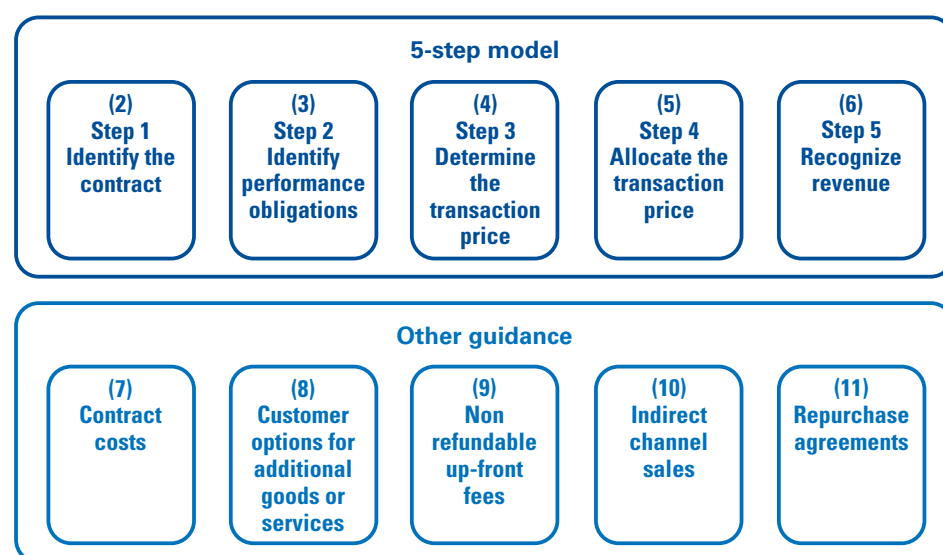 5-step model
(2)
Step 1
Identify the
contract
(3)
Step 2
Identify
performance
obligations
(4)
Step 3
Determine
the
transaction
price
(5)
Step 4
Allocate the
transaction
price
(6)
Step 5
Recognize
revenue
Other guidance
(7)
Contract
costs
(8)
Customer
options for
additional
goods or
services
(9)
Non
refundable
up-front
fees
(10)
Indirect
channel
sales
(11)
Repurchase
agreements